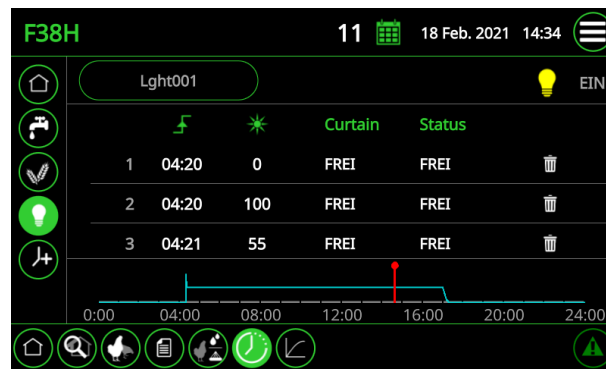 F38H 11 18 Feb. 2021 14:34
Lght001 EIN
Curtain Status
1 04:20 0 FREI FREI
2 04:20 100 FREI FREI
3 04:21 55 FREI FREI
0:00 04:00 08:00 12:00 16:00 20:00 24:00